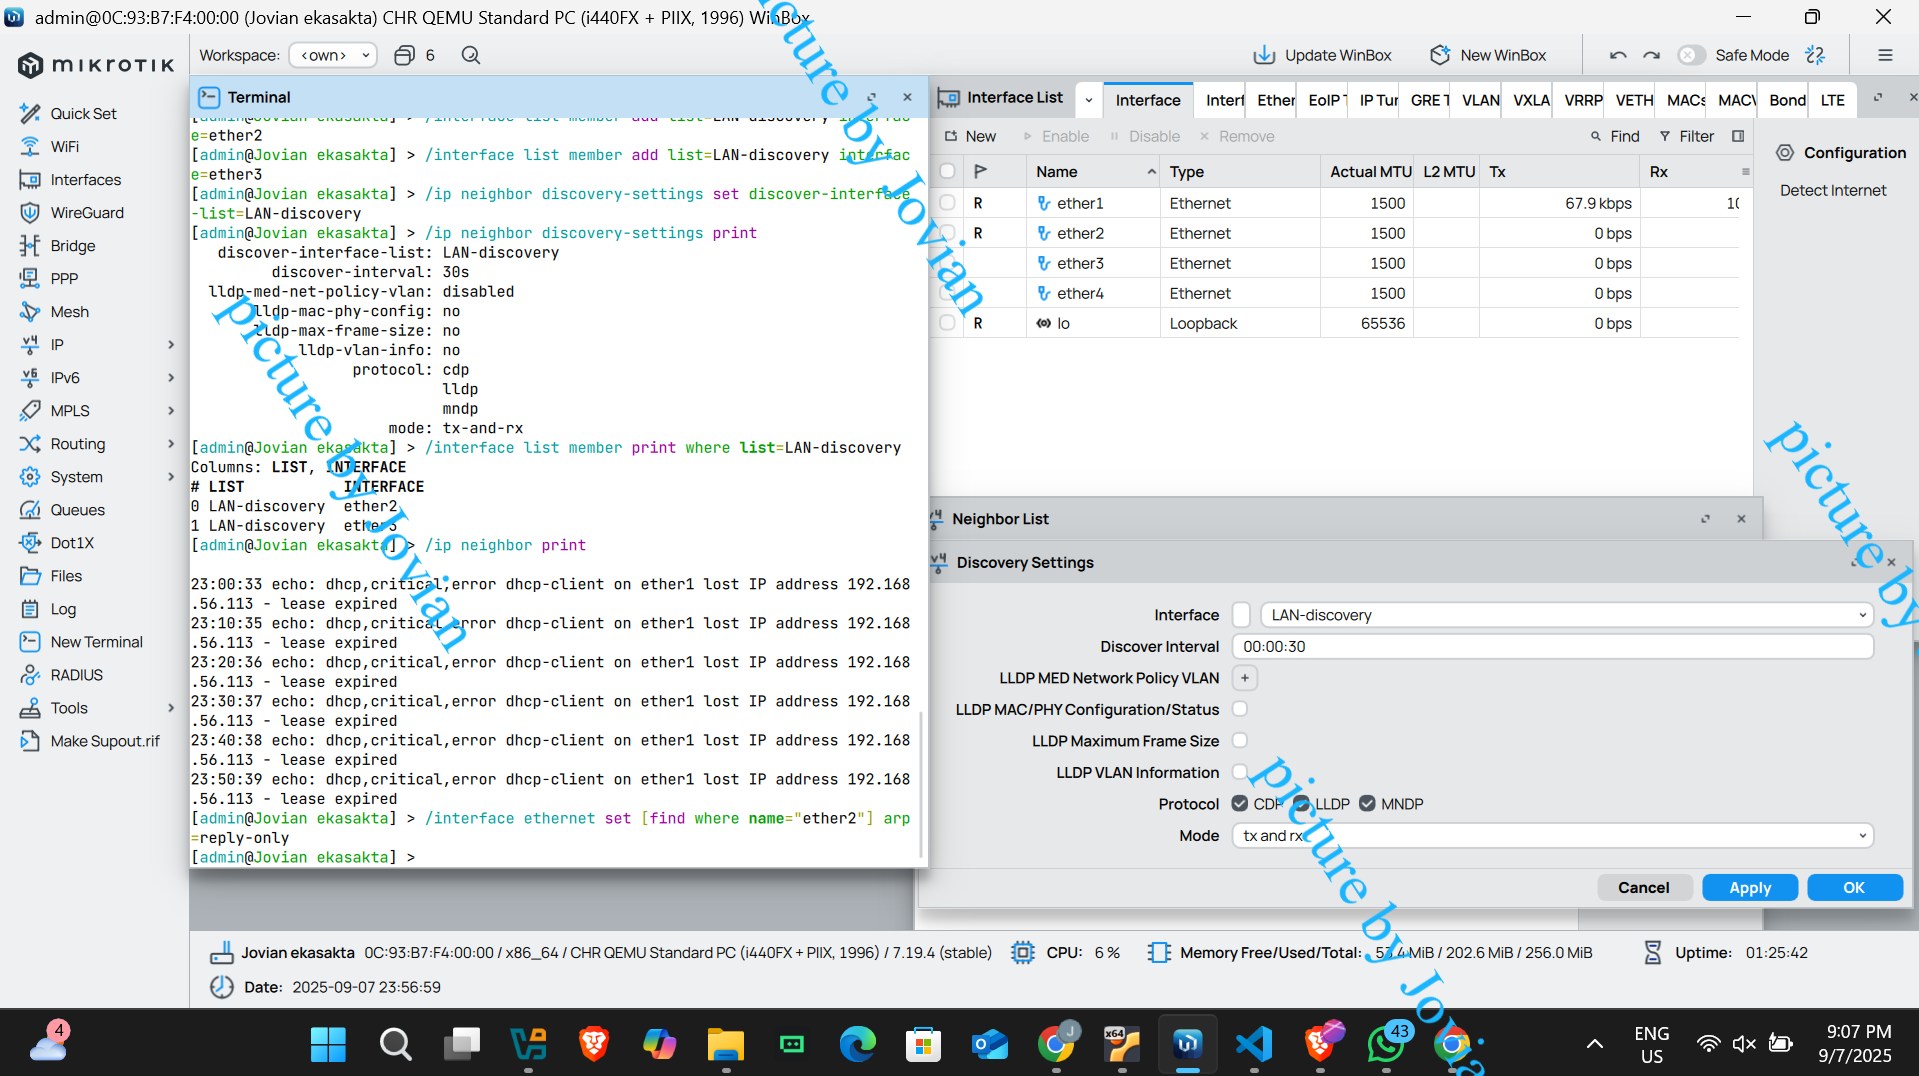 admin@0C:93:B7:F4:00:00 (Jovian ekasakta) CHR QEMU Standard PC (i440FX + PIIX, 1996) WinBox
MIKROTIK
Workspace: <own> 6
Update WinBox New WinBox Safe Mode
Quick Set
WiFi
Interfaces
WireGuard
Bridge
PPP
Mesh
IP
IPv6
MPLS
Routing
System
Queues
Dot1X
Files
Log
New Terminal
RADIUS
Tools
Make Supout.rif
Terminal
[admin@Jovian ekasakta] > /interface list member add list=LAN-discovery interfac
e=ether2
[admin@Jovian ekasakta] > /interface list member add list=LAN-discovery interfac
e=ether3
[admin@Jovian ekasakta] > /ip neighbor discovery-settings set discover-interface
-list=LAN-discovery
[admin@Jovian ekasakta] > /ip neighbor discovery-settings print
discover-interface-list: LAN-discovery
discover-interval: 30s
lldp-med-net-policy-vlan: disabled
lldp-mac-phy-config: no
lldp-max-frame-size: no
lldp-vlan-info: no
protocol: cdp
lldp
mndp
mode: tx-and-rx
[admin@Jovian ekasakta] > /interface list member print where list=LAN-discovery
Columns: LIST, INTERFACE
# LIST INTERFACE
0 LAN-discovery ether2
1 LAN-discovery ether3
[admin@Jovian ekasakta] > /ip neighbor print
23:00:33 echo: dhcp,critical,error dhcp-client on ether1 lost IP address 192.168
.56.113 - lease expired
23:10:35 echo: dhcp,critical,error dhcp-client on ether1 lost IP address 192.168
.56.113 - lease expired
23:20:36 echo: dhcp,critical,error dhcp-client on ether1 lost IP address 192.168
.56.113 - lease expired
23:30:37 echo: dhcp,critical,error dhcp-client on ether1 lost IP address 192.168
.56.113 - lease expired
23:40:38 echo: dhcp,critical,error dhcp-client on ether1 lost IP address 192.168
.56.113 - lease expired
23:50:39 echo: dhcp,critical,error dhcp-client on ether1 lost IP address 192.168
.56.113 - lease expired
[admin@Jovian ekasakta] > /interface ethernet set [find where name="ether2"] arp
=reply-only
[admin@Jovian ekasakta] >
Interface List Interface Interf Ether EoIP T IP Tur GRE T VLAN VXLA VRRP VETH MACs MACV Bond LTE
New Enable Disable Remove Find Filter
Name Type Actual MTU L2 MTU Tx Rx
R ether1 Ethernet 1500 67.9 kbps 10
R ether2 Ethernet 1500 0 bps
ether3 Ethernet 1500 0 bps
ether4 Ethernet 1500 0 bps
R lo Loopback 65536 0 bps
Configuration
Detect Internet
Neighbor List
Discovery Settings
Interface LAN-discovery
Discover Interval 00:00:30
LLDP MED Network Policy VLAN +
LLDP MAC/PHY Configuration/Status
LLDP Maximum Frame Size
LLDP VLAN Information
Protocol CDP LLDP MNDP
Mode tx and rx
Cancel Apply OK
Jovian ekasakta 0C:93:B7:F4:00:00 / x86_64 / CHR QEMU Standard PC (i440FX + PIIX, 1996) / 7.19.4 (stable) CPU: 6 % Memory Free/Used/Total: MiB / 202.6 MiB / 256.0 MiB Uptime: 01:25:42
Date: 2025-09-07 23:56:59
picture by Jovian
picture by Jovian
picture by Jovian
picture by
4
J
x64
43
ENG
US
9:07 PM
9/7/2025